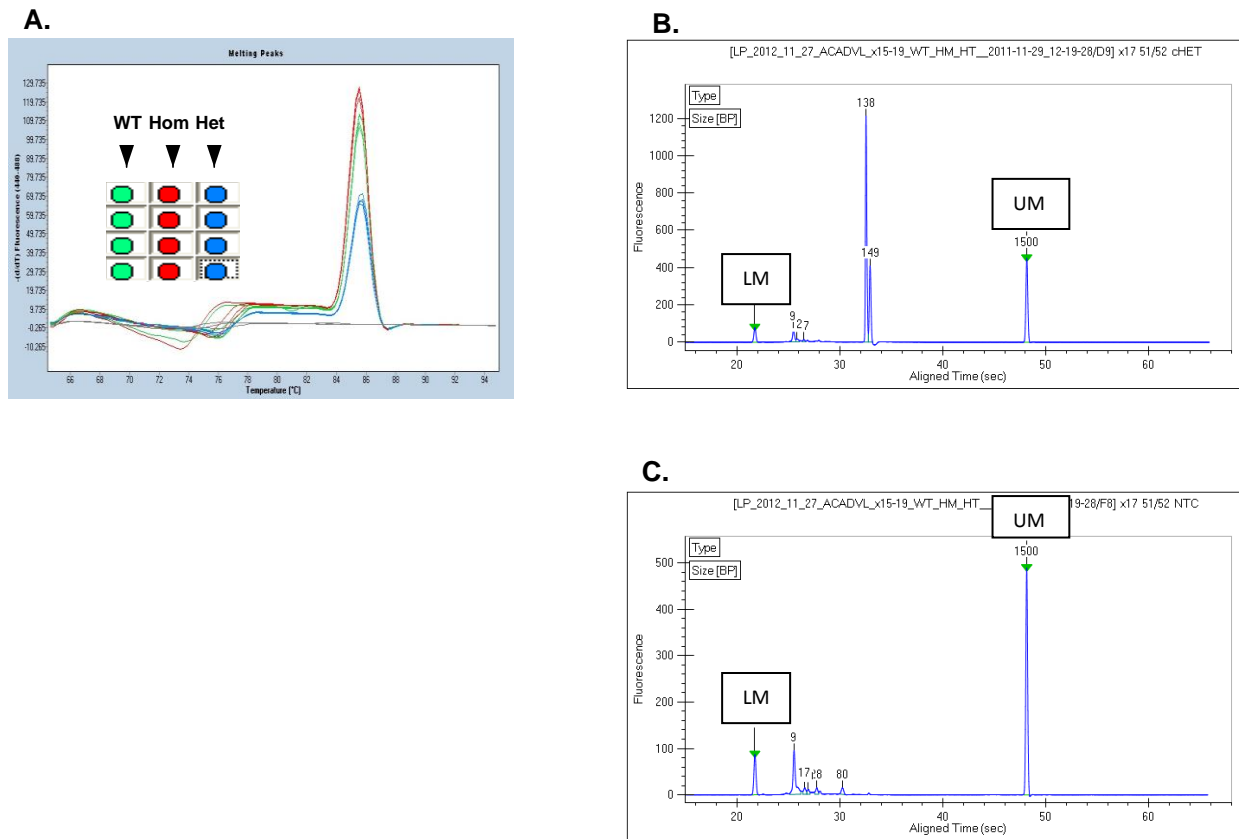 A.
Melting Peaks
-(d/dT) Fluorescence (440-488)
129.735
119.735
109.735
99.735
89.735
79.735
69.735
59.735
49.735
39.735
29.735
19.735
9.735
-0.265
-10.265
WT Hom Het
66 70 72 74 76 78 80 82 84 86 88 90 92 94
Temperature [°C]
B.
[LP_2012_11_27_ACADVL_x15-19_WT_HM_HT__2011-11-29_12-19-28/D9] x17 51/52 cHET
Type
Size [BP]
Fluorescence
1200
1000
800
600
400
200
0
LM
9
27
138
149
UM
1500
20 30 40 50 60
Aligned Time (sec)
C.
[LP_2012_11_27_ACADVL_x15-19_WT_HM_HT__ 19-28/F8] x17 51/52 NTC
Type
Size [BP]
Fluorescence
500
400
300
200
100
0
LM
9
17
80
UM
1500
20 30 40 50 60
Aligned Time (sec)